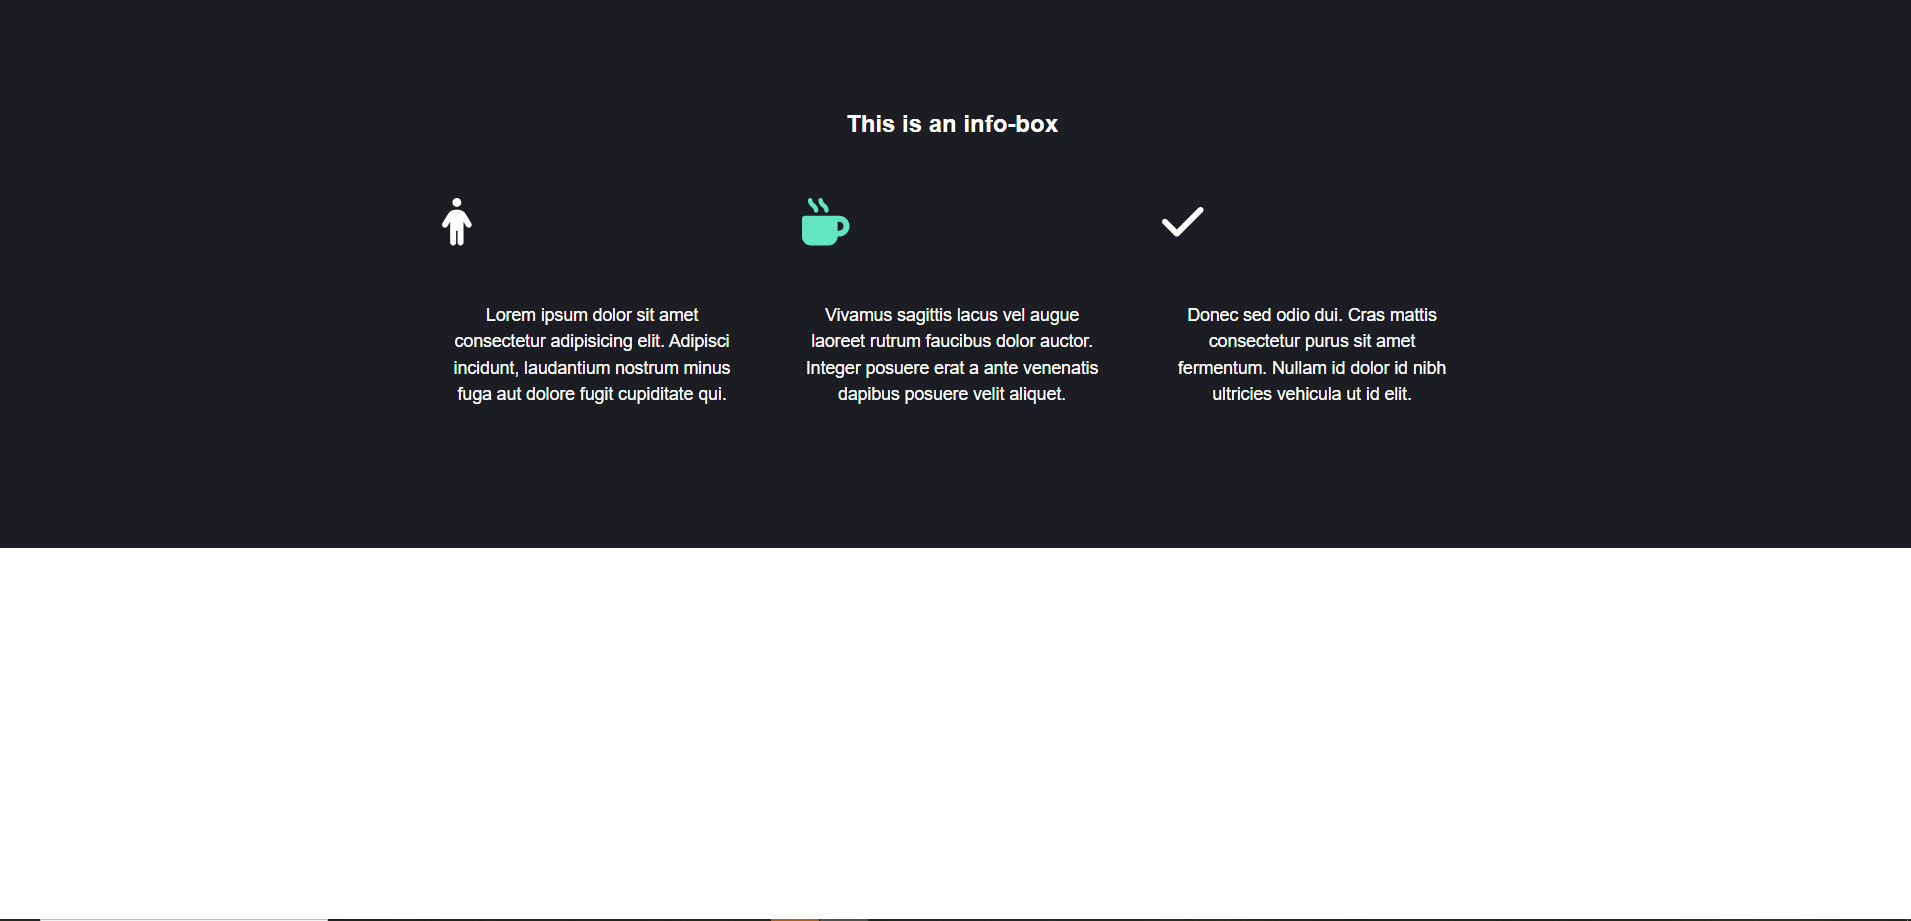 This is an info-box
Lorem ipsum dolor sit amet
consectetur adipisicing elit. Adipisci
incidunt, laudantium nostrum minus
fuga aut dolore fugit cupiditate qui.
Vivamus sagittis lacus vel augue
laoreet rutrum faucibus dolor auctor.
Integer posuere erat a ante venenatis
dapibus posuere velit aliquet.
Donec sed odio dui. Cras mattis
consectetur purus sit amet
fermentum. Nullam id dolor id nibh
ultricies vehicula ut id elit.